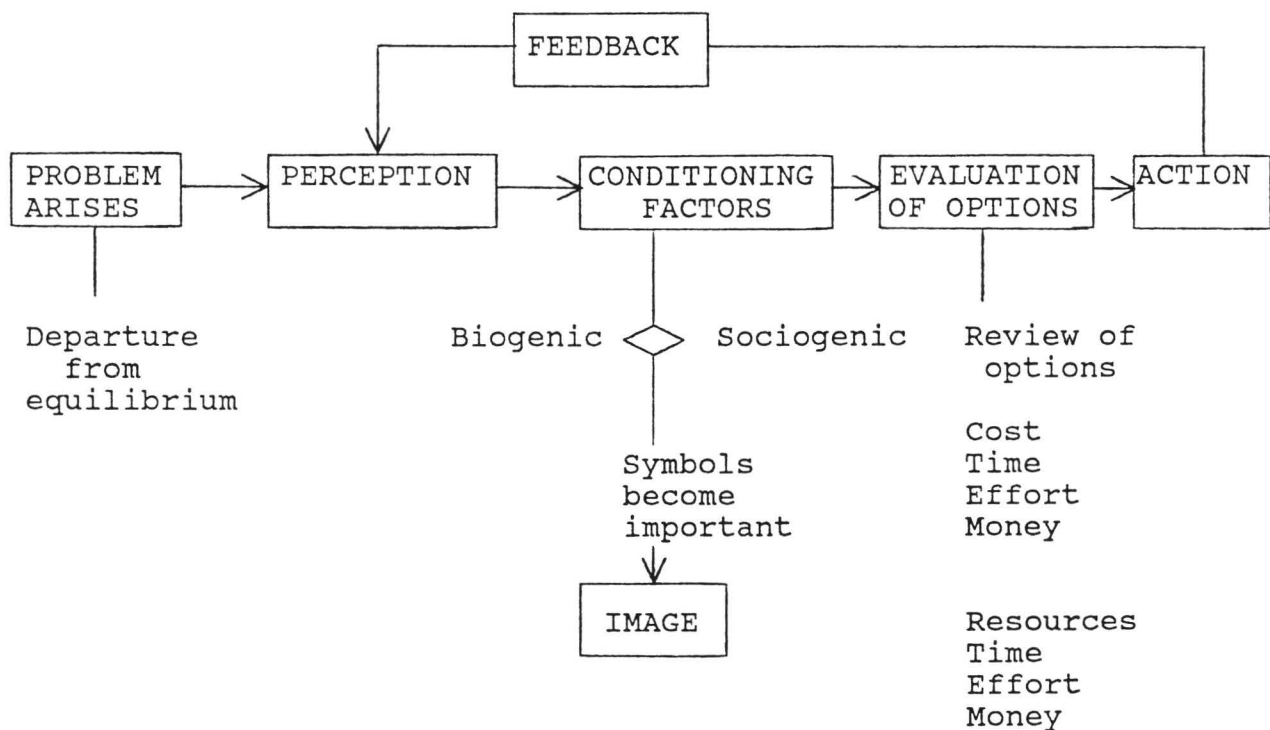 FEEDBACK
PROBLEM
ARISES
PERCEPTION
CONDITIONING
FACTORS
EVALUATION
OF OPTIONS
ACTION
Departure
from
equilibrium
Biogenic
Sociogenic
Symbols
become
important
IMAGE
Review of
options
Cost
Time
Effort
Money
Resources
Time
Effort
Money